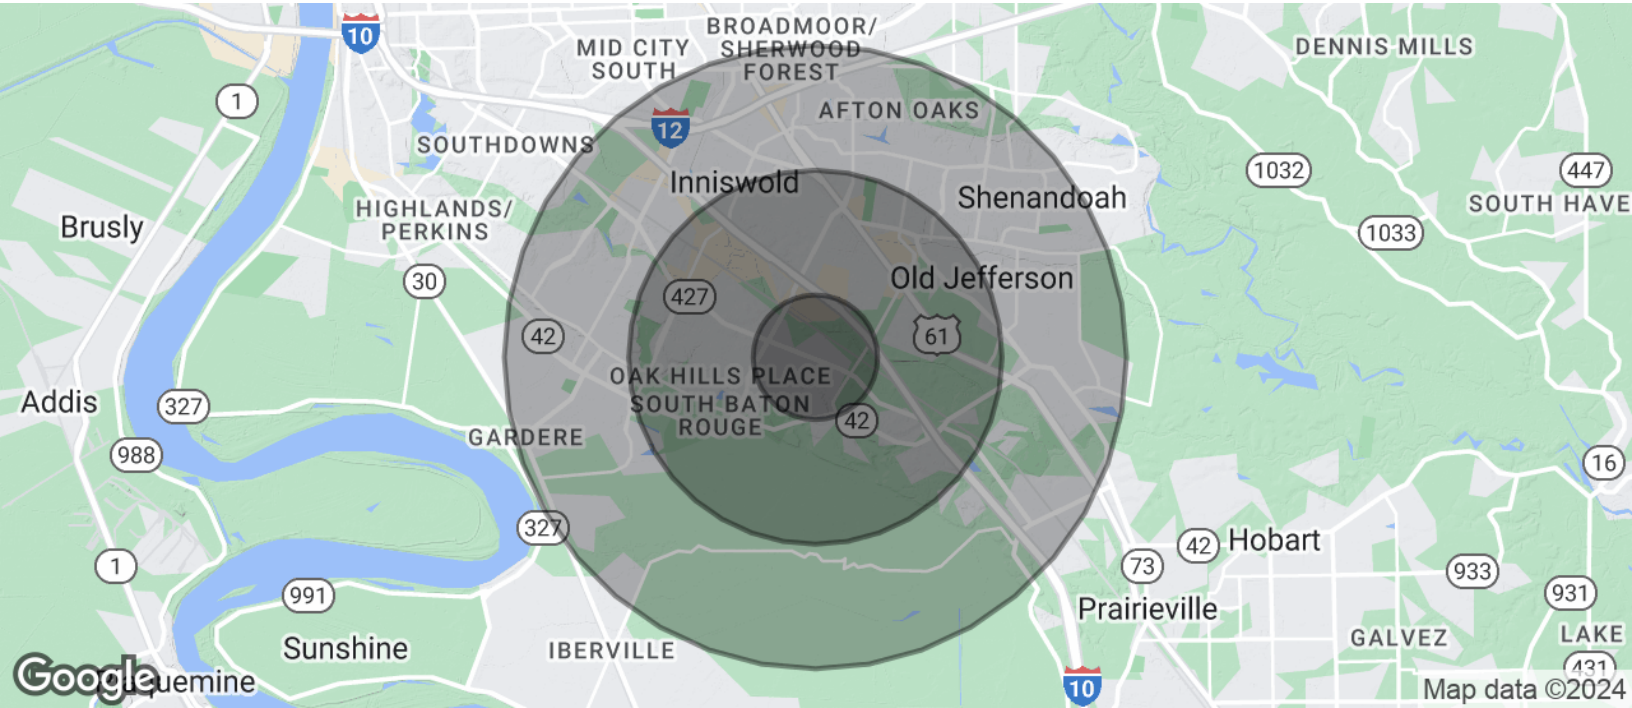 BROADMOOR/
SHERWOOD
FOREST
10
MID CITY
SOUTH
DENNIS MILLS
1
AFTON OAKS
12
SOUTHDOWNS
1032
447
Inniswold
Shenandoah
SOUTH HAVE
HIGHLANDS/
PERKINS
Brusly
1033
30
Old Jefferson
427
42
61
OAK HILLS PLACE
SOUTH BATON
ROUGE
Addis
327
42
GARDERE
988
16
327
42
Hobart
1
73
933
991
931
Prairieville
Sunshine
IBERVILLE
GALVEZ
LAKE
431
Google
quemine
10
Map data ©2024